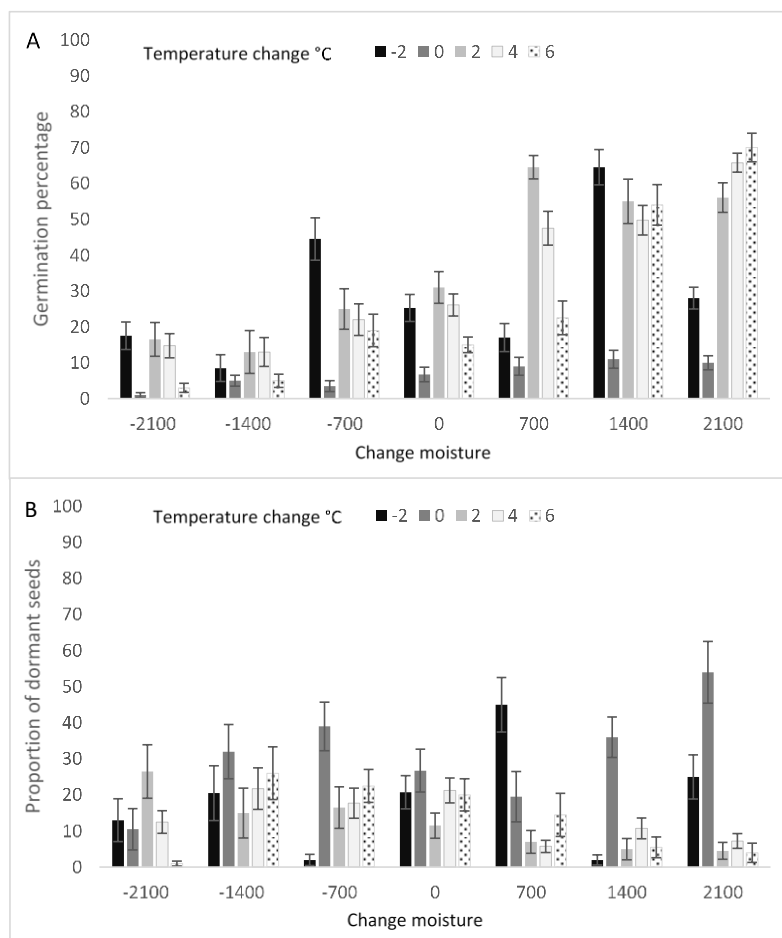 A
Temperature change °C -2 0 2 4 6
Germination percentage
100
90
80
70
60
50
40
30
20
10
0
-2100 -1400 -700 0 700 1400 2100
Change moisture
B
Temperature change °C -2 0 2 4 6
Proportion of dormant seeds
100
90
80
70
60
50
40
30
20
10
0
-2100 -1400 -700 0 700 1400 2100
Change moisture